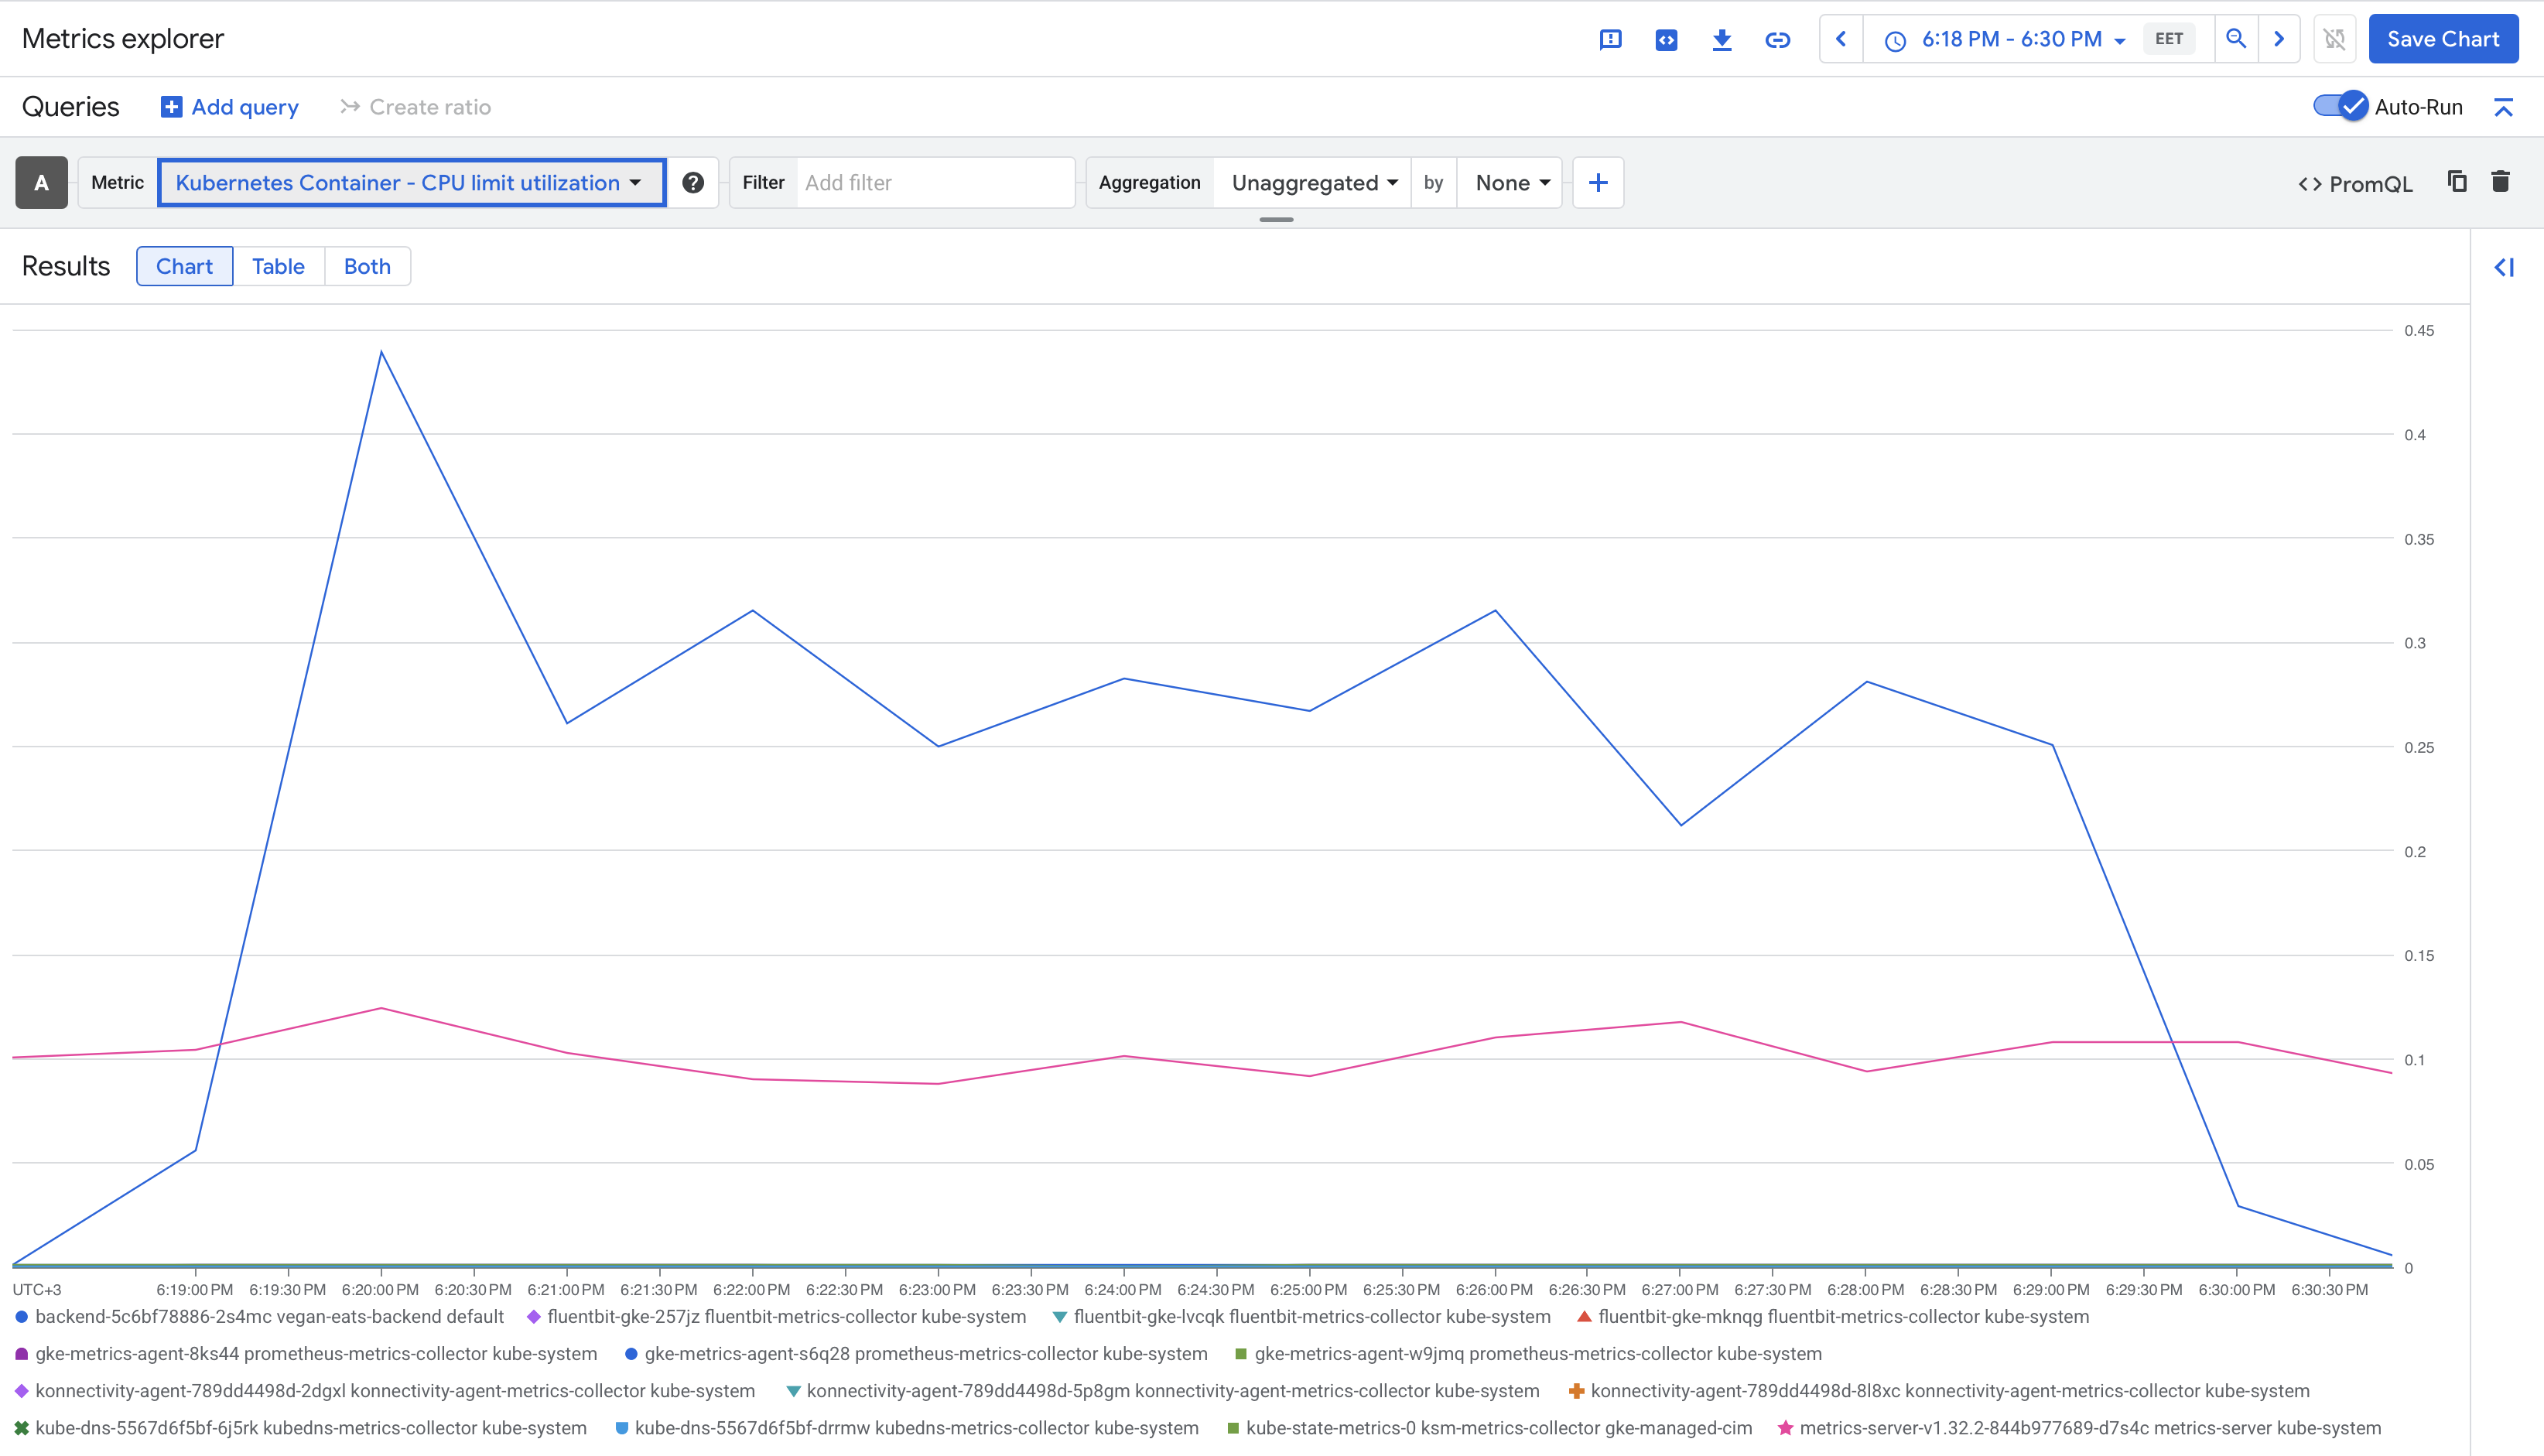 Metrics explorer
6:18 PM - 6:30 PM EET
Save Chart
Queries Add query Create ratio
Auto-Run
A Metric Kubernetes Container - CPU limit utilization Filter Add filter Aggregation Unaggregated by None PromQL
Results Chart Table Both
0.45
0.4
0.35
0.3
0.25
0.2
0.15
0.1
0.05
0
UTC+3 6:19:00 PM 6:19:30 PM 6:20:00 PM 6:20:30 PM 6:21:00 PM 6:21:30 PM 6:22:00 PM 6:22:30 PM 6:23:00 PM 6:23:30 PM 6:24:00 PM 6:24:30 PM 6:25:00 PM 6:25:30 PM 6:26:00 PM 6:26:30 PM 6:27:00 PM 6:27:30 PM 6:28:00 PM 6:28:30 PM 6:29:00 PM 6:29:30 PM 6:30:00 PM 6:30:30 PM
backend-5c6bf78886-2s4mc vegan-eats-backend default fluentbit-gke-257jz fluentbit-metrics-collector kube-system fluentbit-gke-lvcqk fluentbit-metrics-collector kube-system fluentbit-gke-mknqg fluentbit-metrics-collector kube-system
gke-metrics-agent-8ks44 prometheus-metrics-collector kube-system gke-metrics-agent-s6q28 prometheus-metrics-collector kube-system gke-metrics-agent-w9jmq prometheus-metrics-collector kube-system
konnectivity-agent-789dd4498d-2dgxl konnectivity-agent-metrics-collector kube-system konnectivity-agent-789dd4498d-5p8gm konnectivity-agent-metrics-collector kube-system konnectivity-agent-789dd4498d-8l8xc konnectivity-agent-metrics-collector kube-system
kube-dns-5567d6f5bf-6j5rk kubedns-metrics-collector kube-system kube-dns-5567d6f5bf-drrmw kubedns-metrics-collector kube-system kube-state-metrics-0 ksm-metrics-collector gke-managed-cim metrics-server-v1.32.2-844b977689-d7s4c metrics-server kube-system